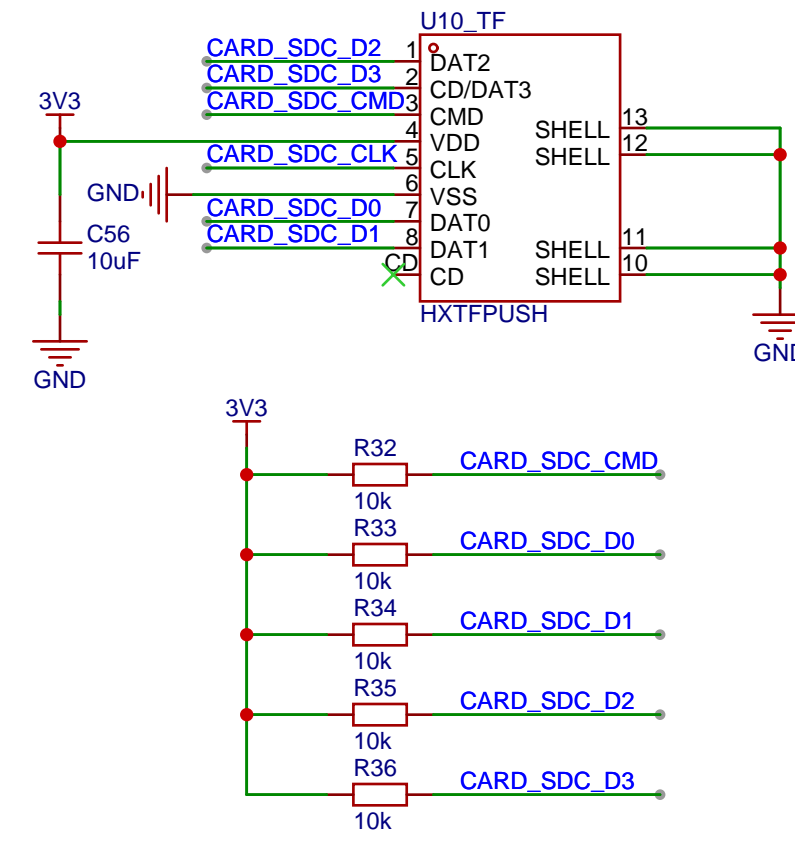 U10_TF
CARD_SDC_D2 1 DAT2
CARD_SDC_D3 2 CD/DAT3
CARD_SDC_CMD 3 CMD
3V3
4 VDD
CARD_SDC_CLK 5 CLK
GND 6 VSS
CARD_SDC_D0 7 DAT0
CARD_SDC_D1 8 DAT1
CD CD
SHELL 13
SHELL 12
SHELL 11
SHELL 10
HXTFPUSH
C56
10uF
GND
GND
3V3
R32
CARD_SDC_CMD
10k
R33
CARD_SDC_D0
10k
R34
CARD_SDC_D1
10k
R35
CARD_SDC_D2
10k
R36
CARD_SDC_D3
10k